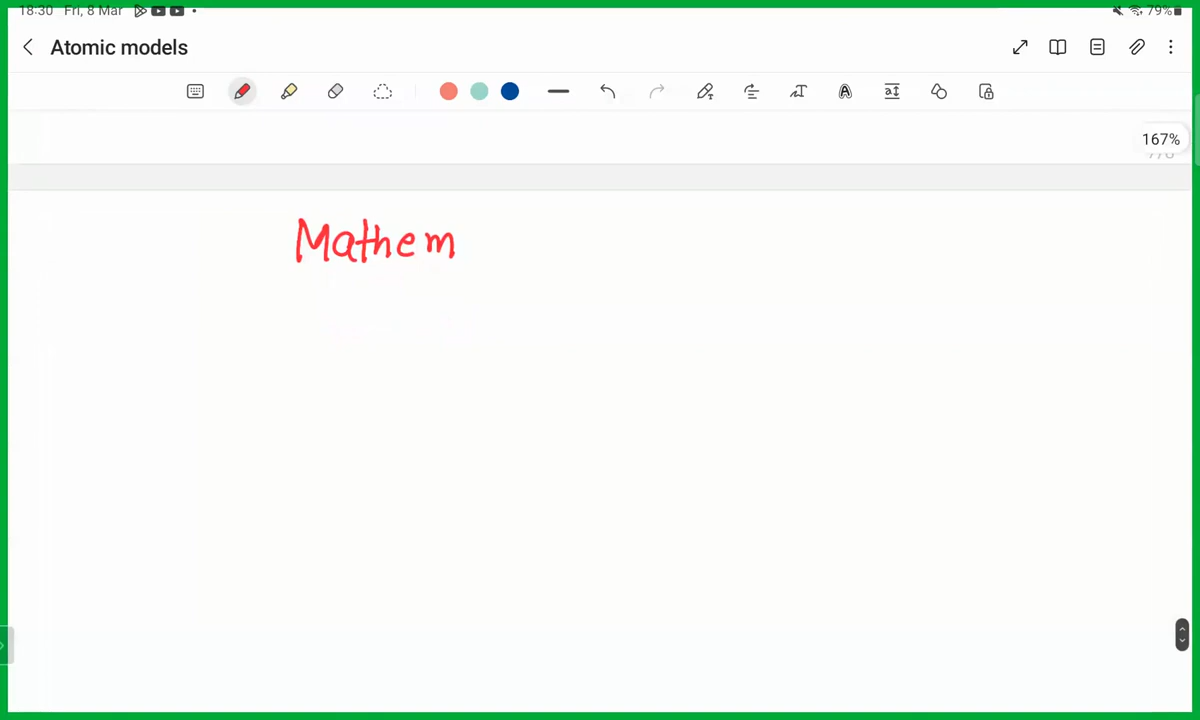 18:30 Fri, 8 Mar
79%
Atomic models
167%
Mathem